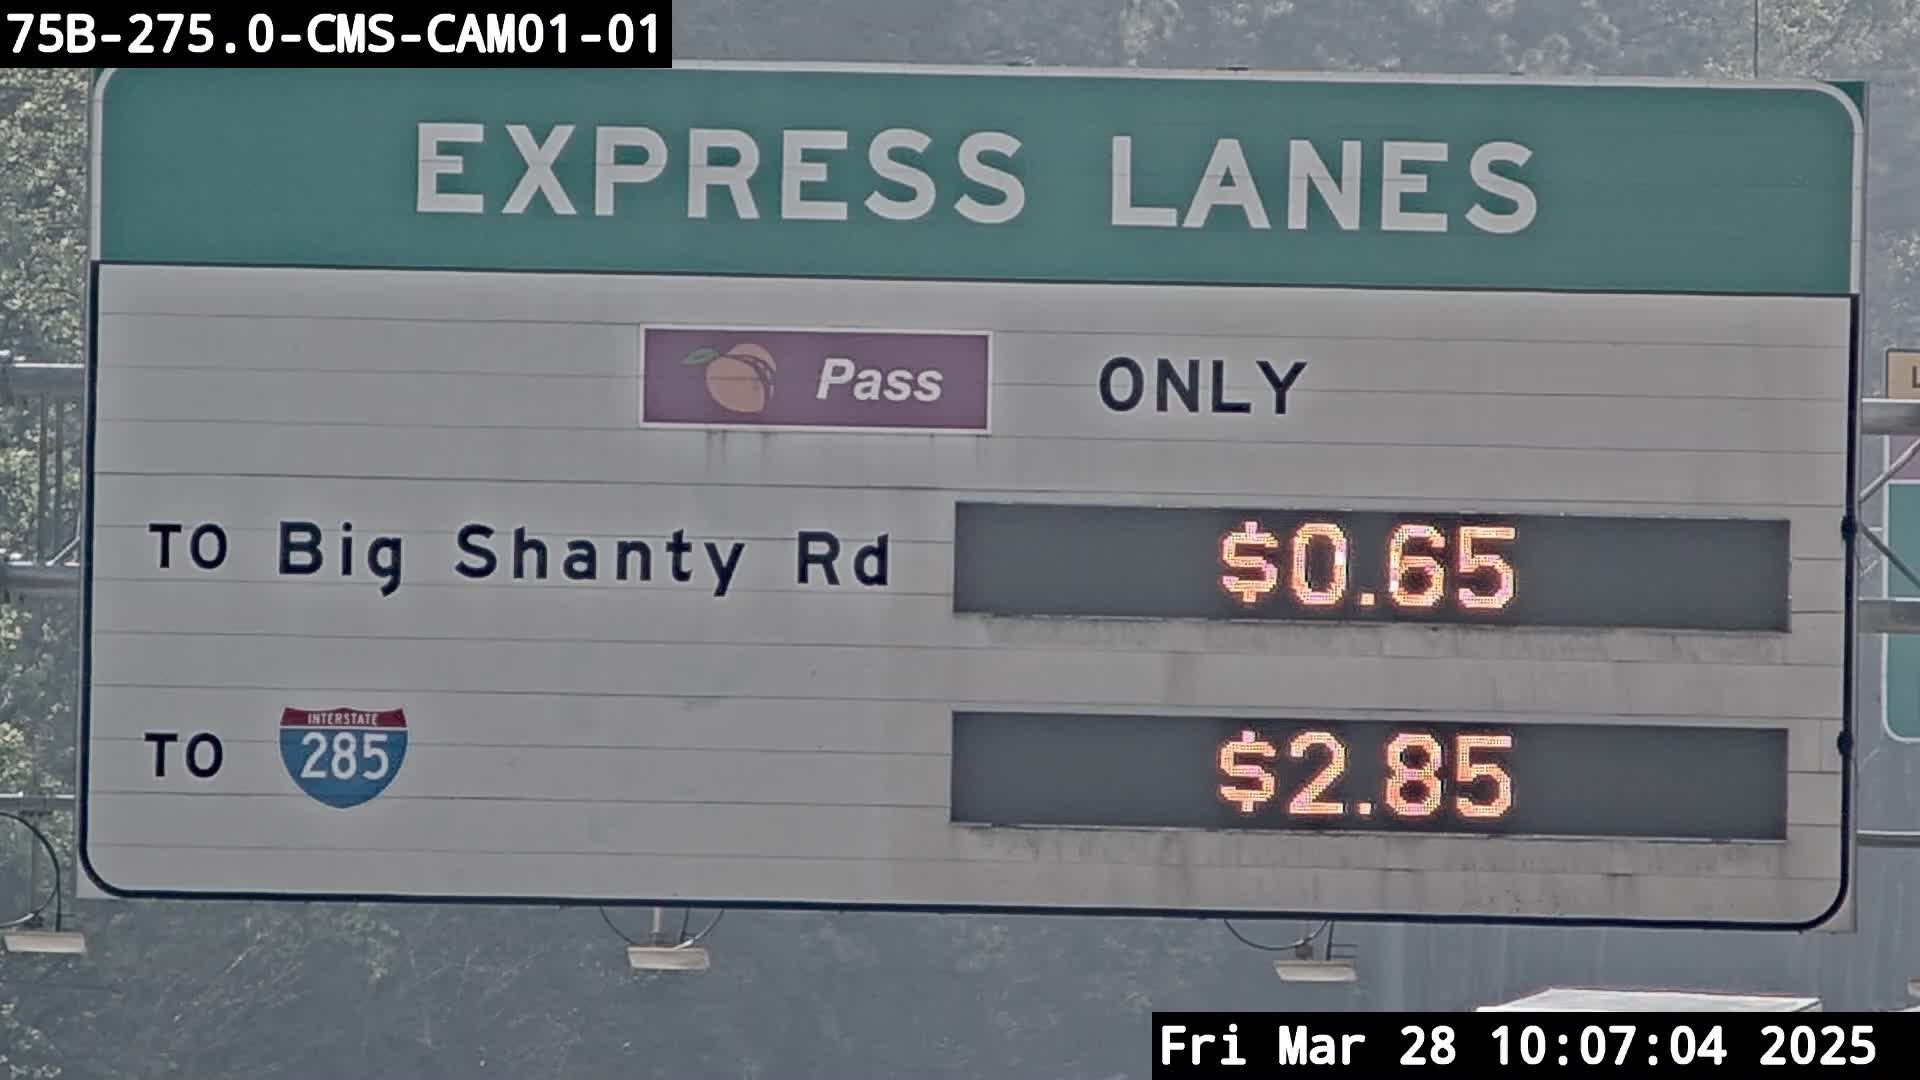 75B-275.0-CMS-CAM01-01
EXPRESS LANES
Pass ONLY
TO Big Shanty Rd $0.65
INTERSTATE
TO 285 $2.85
Fri Mar 28 10:07:04 2025